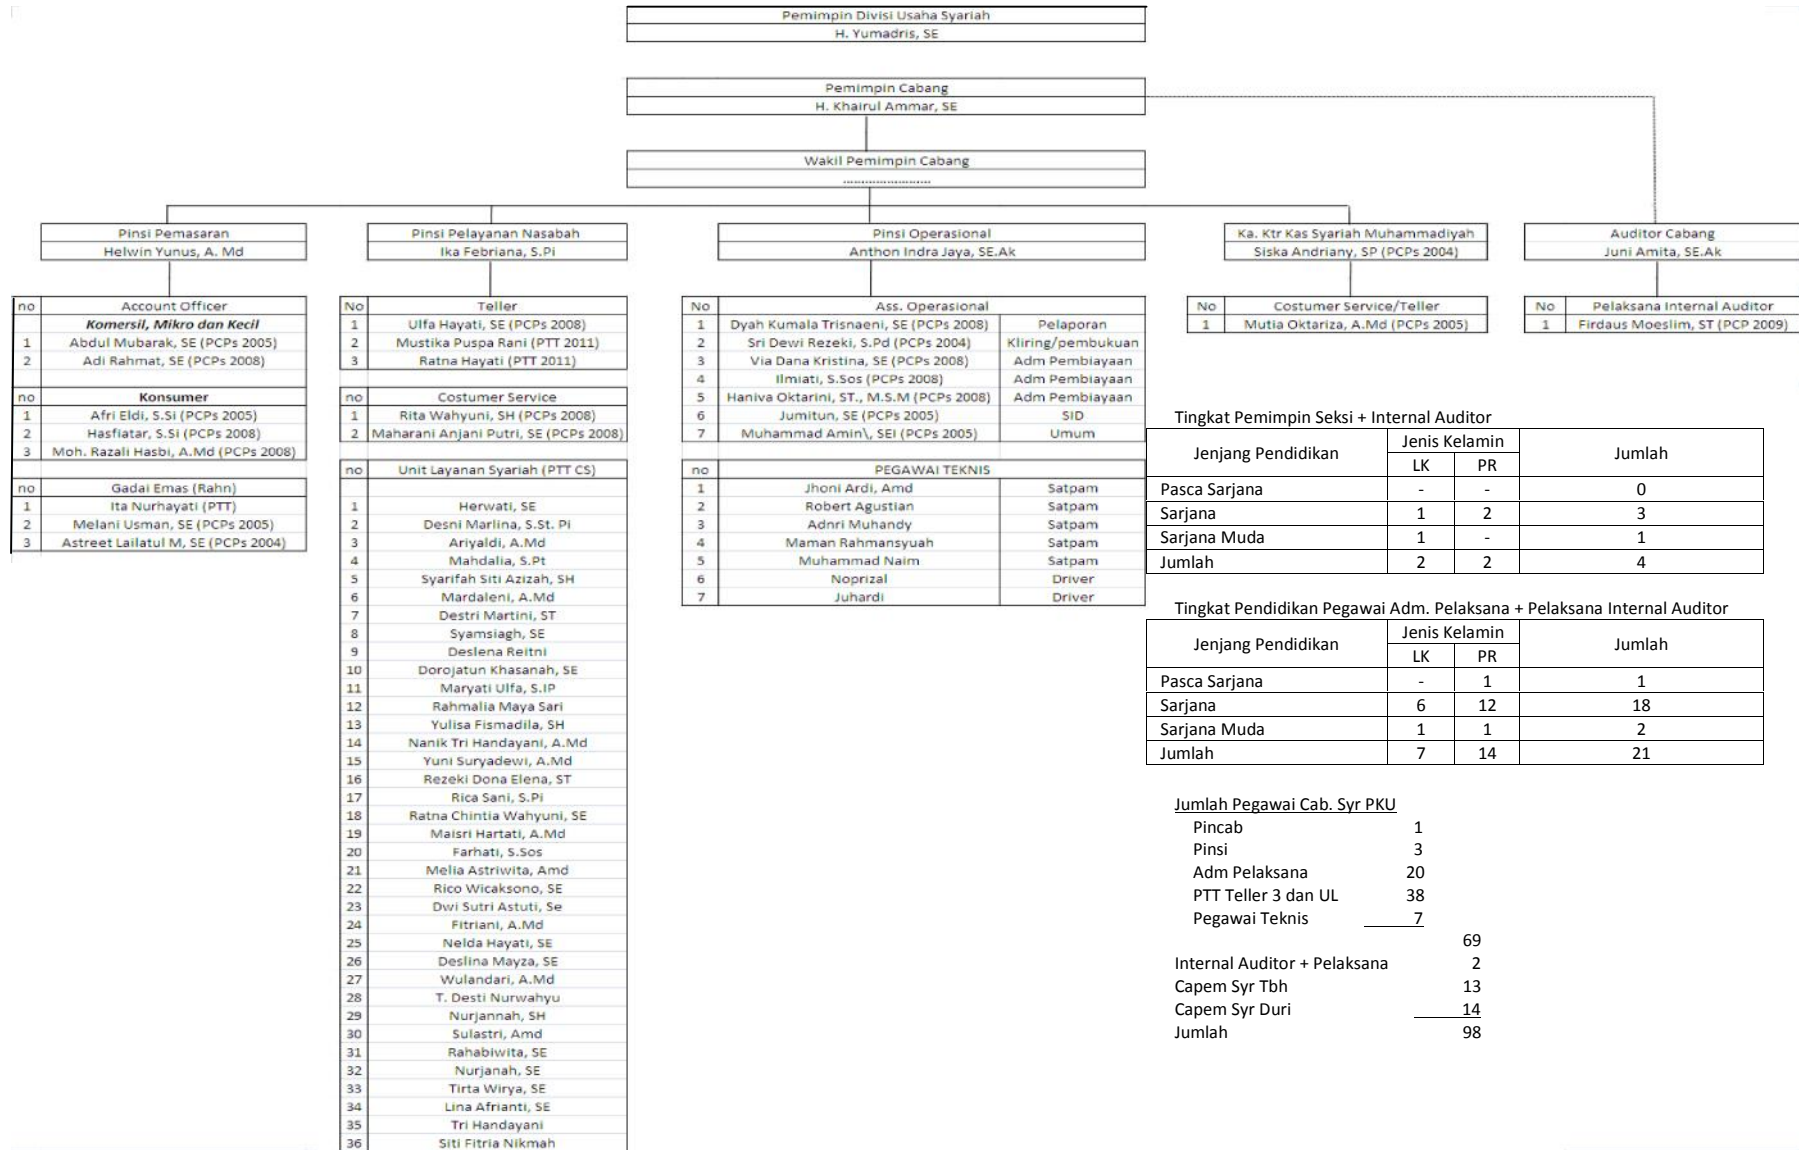 Pemimpin Divisi Usaha Syariah
H. Yumadris, SE
Pemimpin Cabang
H. Khairul Ammar, SE
Wakil Pemimpin Cabang
........................
Pinsi Pemasaran
Helwin Yunus, A. Md
no Account Officer
Komersil, Mikro dan Kecil
1 Abdul Mubarak, SE (PCPs 2005)
2 Adi Rahmat, SE (PCPs 2008)
no Konsumer
1 Afri Eldi, S.Si (PCPs 2005)
2 Hasfiatar, S.Si (PCPs 2008)
3 Moh. Razali Hasbi, A.Md (PCPs 2008)
no Gadai Emas (Rahn)
1 Ita Nurhayati (PTT)
2 Melani Usman, SE (PCPs 2005)
3 Astreet Lailatul M, SE (PCPs 2004)
Pinsi Pelayanan Nasabah
Ika Febriana, S.Pi
No Teller
1 Ulfa Hayati, SE (PCPs 2008)
2 Mustika Puspa Rani (PTT 2011)
3 Ratna Hayati (PTT 2011)
no Costumer Service
1 Rita Wahyuni, SH (PCPs 2008)
2 Maharani Anjani Putri, SE (PCPs 2008)
no Unit Layanan Syariah (PTT CS)
1 Herwati, SE
2 Desni Marlina, S.St. Pi
3 Ariyaldi, A.Md
4 Mahdalia, S.Pt
5 Syarifah Siti Azizah, SH
6 Mardaleni, A.Md
7 Destri Martini, ST
8 Syamsiagh, SE
9 Deslena Reitni
10 Dorojatun Khasanah, SE
11 Maryati Ulfa, S.IP
12 Rahmalia Maya Sari
13 Yulisa Fismadila, SH
14 Nanik Tri Handayani, A.Md
15 Yuni Suryadewi, A.Md
16 Rezeki Dona Elena, ST
17 Rica Sani, S.Pi
18 Ratna Chintia Wahyuni, SE
19 Maisri Hartati, A.Md
20 Farhati, S.Sos
21 Melia Astriwita, Amd
22 Rico Wicaksono, SE
23 Dwi Sutri Astuti, Se
24 Fitriani, A.Md
25 Nelda Hayati, SE
26 Deslina Mayza, SE
27 Wulandari, A.Md
28 T. Desti Nurwahyu
29 Nurjannah, SH
30 Sulastri, Amd
31 Rahabiwita, SE
32 Nurjanah, SE
33 Tirta Wirya, SE
34 Lina Afrianti, SE
35 Tri Handayani
36 Siti Fitria Nikmah
Pinsi Operasional
Anthon Indra Jaya, SE.Ak
No Ass. Operasional
1 Dyah Kumala Trisnaeni, SE (PCPs 2008) Pelaporan
2 Sri Dewi Rezeki, S.Pd (PCPs 2004) Kliring/pembukuan
3 Via Dana Kristina, SE (PCPs 2008) Adm Pembiayaan
4 Ilmiati, S.Sos (PCPs 2008) Adm Pembiayaan
5 Haniva Oktarini, ST., M.S.M (PCPs 2008) Adm Pembiayaan
6 Jumitun, SE (PCPs 2005) SID
7 Muhammad Amin\, SEI (PCPs 2005) Umum
no PEGAWAI TEKNIS
1 Jhoni Ardi, Amd Satpam
2 Robert Agustian Satpam
3 Adnri Muhandy Satpam
4 Maman Rahmansyuah Satpam
5 Muhammad Naim Satpam
6 Noprizal Driver
7 Juhardi Driver
Ka. Ktr Kas Syariah Muhammadiyah
Siska Andriany, SP (PCPs 2004)
No Costumer Service/Teller
1 Mutia Oktariza, A.Md (PCPs 2005)
Auditor Cabang
Juni Amita, SE.Ak
No Pelaksana Internal Auditor
1 Firdaus Moeslim, ST (PCP 2009)
Tingkat Pemimpin Seksi + Internal Auditor
Jenjang Pendidikan Jenis Kelamin Jumlah
LK PR
Pasca Sarjana - - 0
Sarjana 1 2 3
Sarjana Muda 1 - 1
Jumlah 2 2 4
Tingkat Pendidikan Pegawai Adm. Pelaksana + Pelaksana Internal Auditor
Jenjang Pendidikan Jenis Kelamin Jumlah
LK PR
Pasca Sarjana - 1 1
Sarjana 6 12 18
Sarjana Muda 1 1 2
Jumlah 7 14 21
Jumlah Pegawai Cab. Syr PKU
Pincab 1
Pinsi 3
Adm Pelaksana 20
PTT Teller 3 dan UL 38
Pegawai Teknis 7
69
Internal Auditor + Pelaksana 2
Capem Syr Tbh 13
Capem Syr Duri 14
Jumlah 98